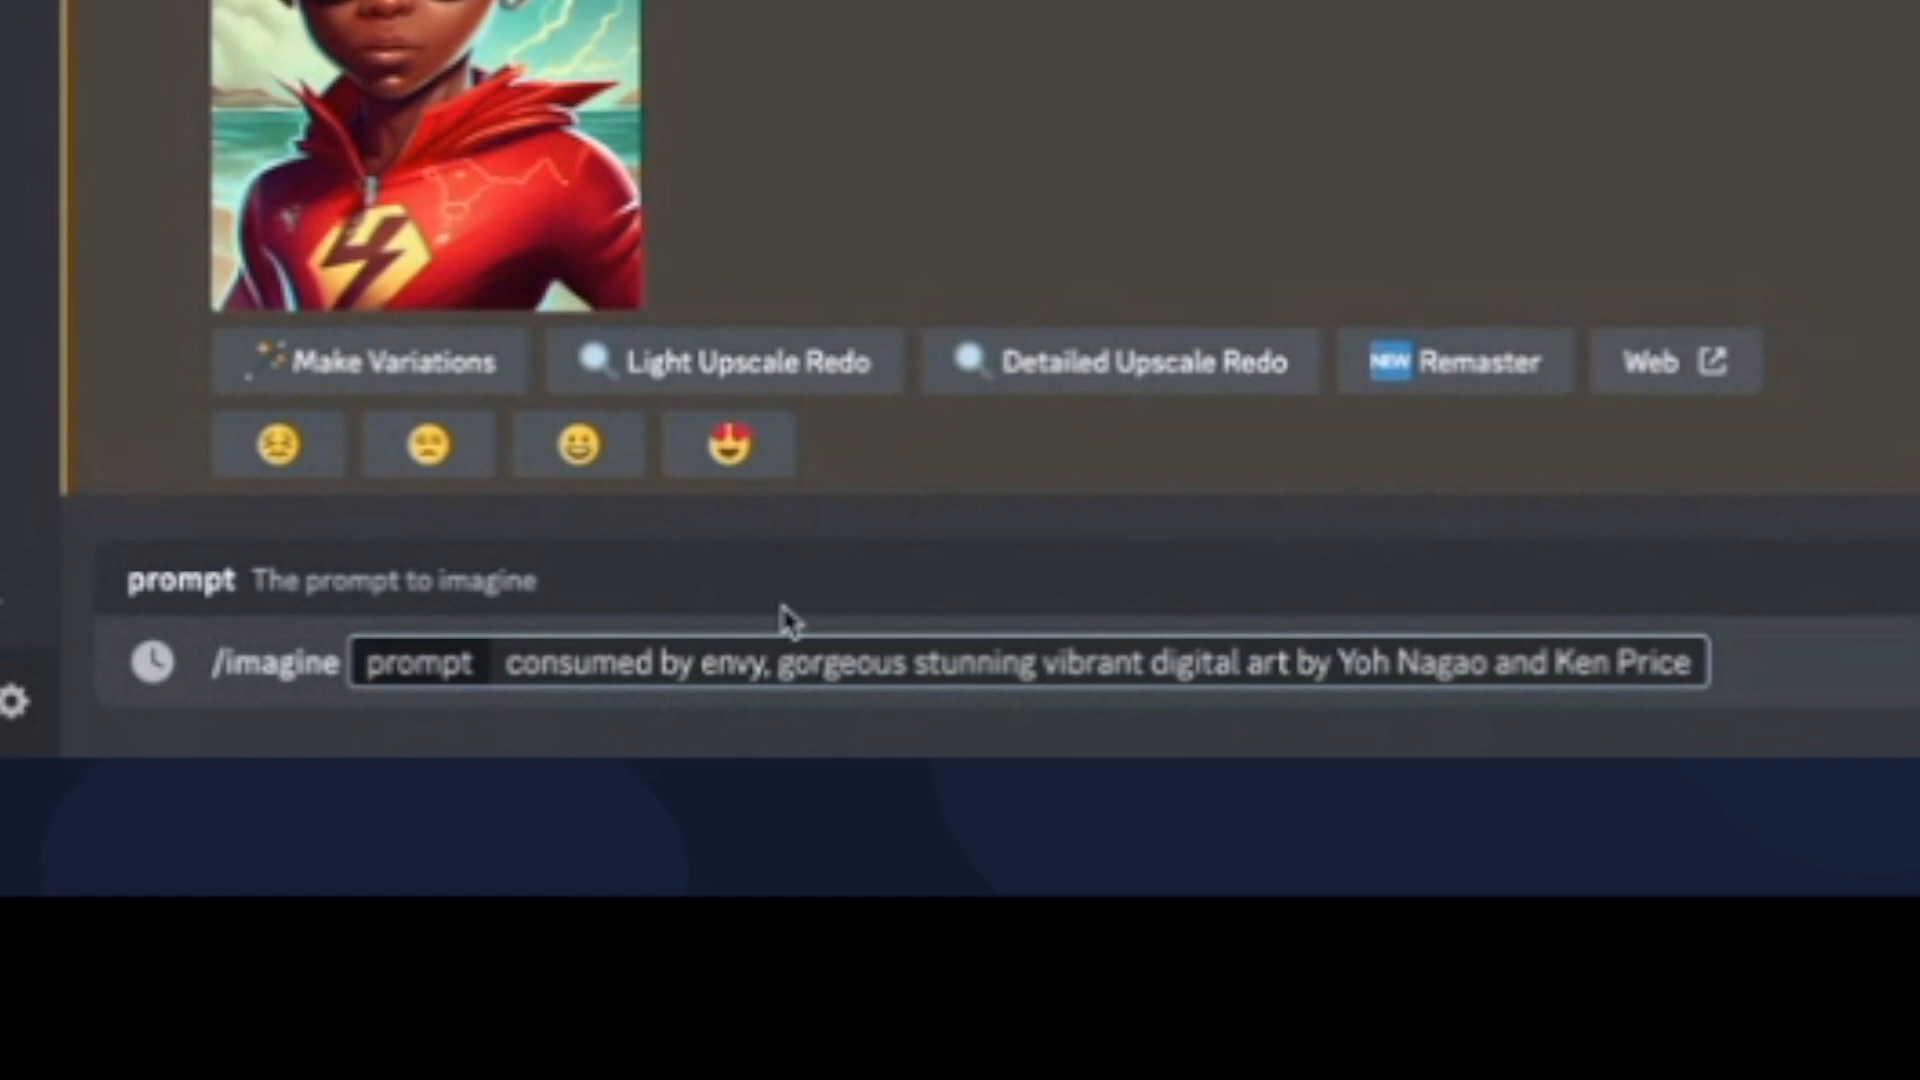 Make Variations Light Upscale Redo Detailed Upscale Redo NEW Remaster Web
prompt The prompt to imagine
/imagine prompt consumed by envy, gorgeous stunning vibrant digital art by Yoh Nagao and Ken Price